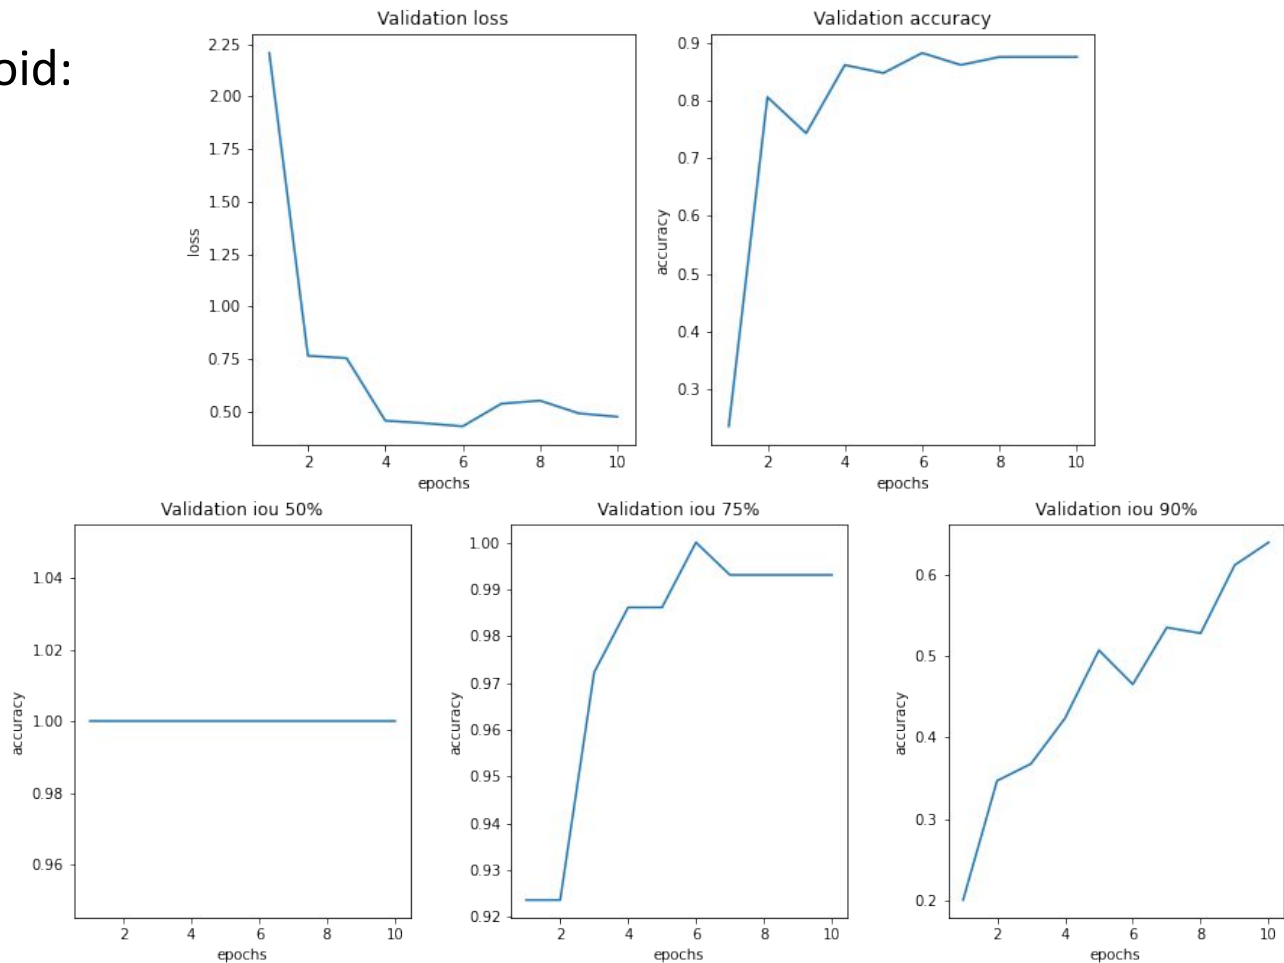 oid:
Validation loss
2.25
2.00
1.75
1.50
1.25
1.00
0.75
0.50
loss
2 4 6 8 10
epochs
Validation accuracy
0.9
0.8
0.7
0.6
0.5
0.4
0.3
accuracy
2 4 6 8 10
epochs
Validation iou 50%
1.04
1.02
1.00
0.98
0.96
accuracy
2 4 6 8 10
epochs
Validation iou 75%
1.00
0.99
0.98
0.97
0.96
0.95
0.94
0.93
0.92
accuracy
2 4 6 8 10
epochs
Validation iou 90%
0.6
0.5
0.4
0.3
0.2
accuracy
2 4 6 8 10
epochs